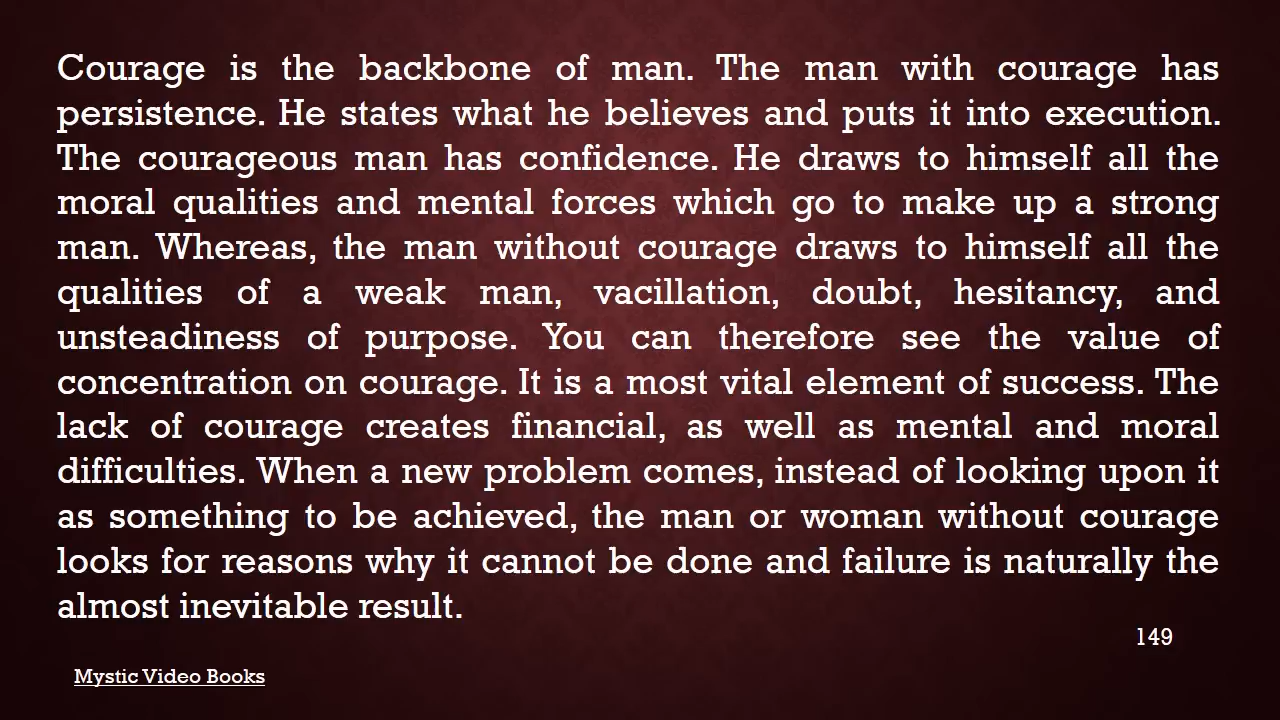 Courage is the backbone of man. The man with courage has
persistence. He states what he believes and puts it into execution.
The courageous man has confidence. He draws to himself all the
moral qualities and mental forces which go to make up a strong
man. Whereas, the man without courage draws to himself all the
qualities of a weak man, vacillation, doubt, hesitancy, and
unsteadiness of purpose. You can therefore see the value of
concentration on courage. It is a most vital element of success. The
lack of courage creates financial, as well as mental and moral
difficulties. When a new problem comes, instead of looking upon it
as something to be achieved, the man or woman without courage
looks for reasons why it cannot be done and failure is naturally the
almost inevitable result.
149
Mystic Video Books